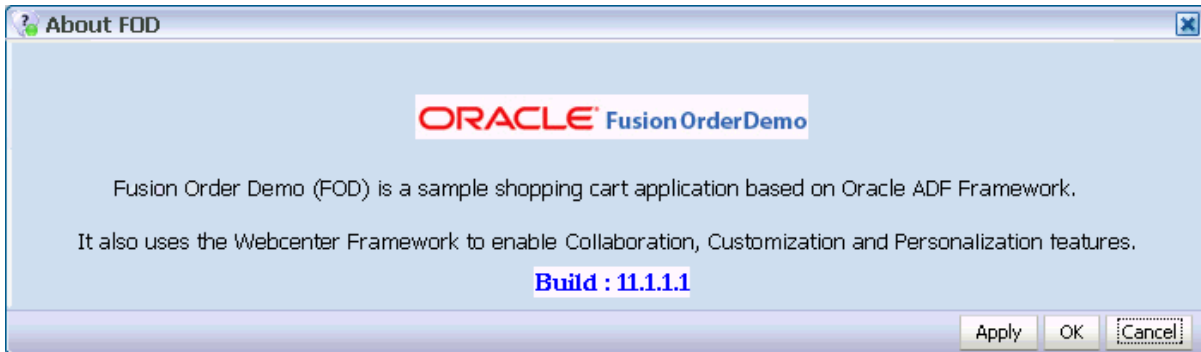 About FOD
ORACLE Fusion OrderDemo
Fusion Order Demo (FOD) is a sample shopping cart application based on Oracle ADF Framework.
It also uses the Webcenter Framework to enable Collaboration, Customization and Personalization features.
Build : 11.1.1.1
Apply OK Cancel